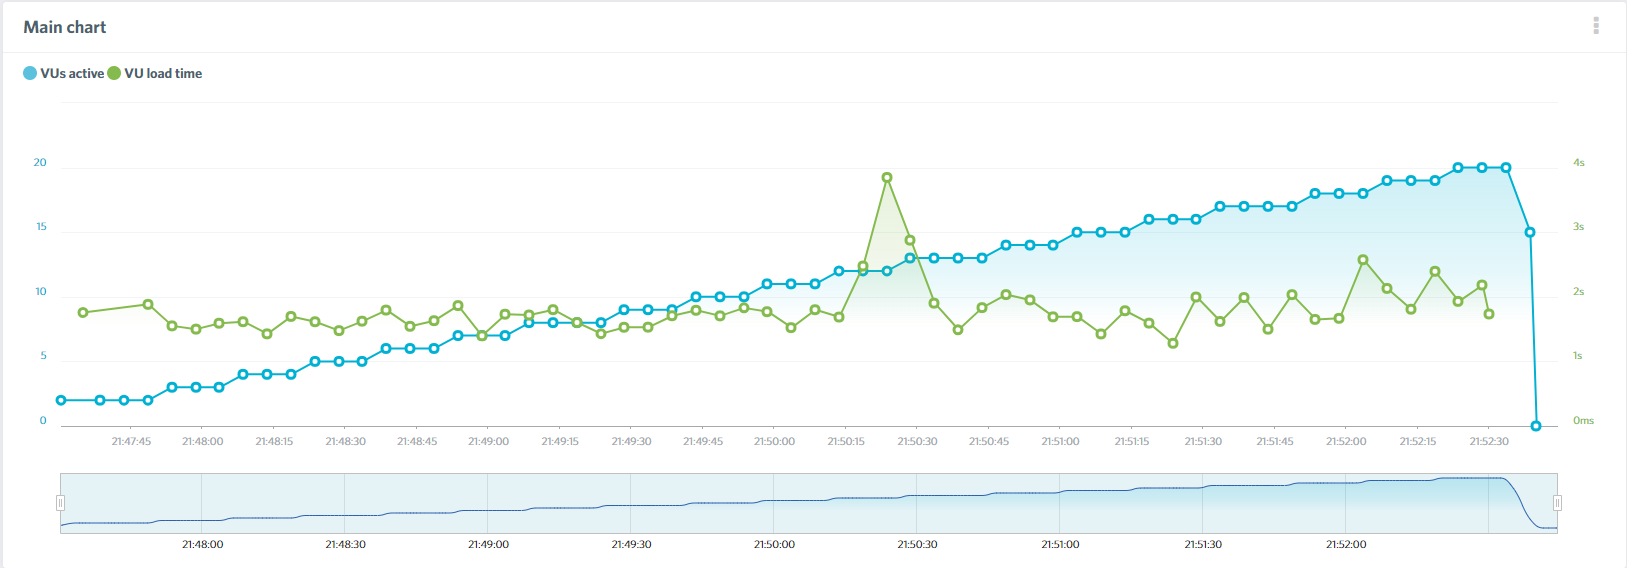 Main chart
VUs active VU load time
20 4s
15 3s
10 2s
5 1s
0 0ms
21:47:45 21:48:00 21:48:15 21:48:30 21:48:45 21:49:00 21:49:15 21:49:30 21:49:45 21:50:00 21:50:15 21:50:30 21:50:45 21:51:00 21:51:15 21:51:30 21:51:45 21:52:00 21:52:15 21:52:30
21:48:00 21:48:30 21:49:00 21:49:30 21:50:00 21:50:30 21:51:00 21:51:30 21:52:00